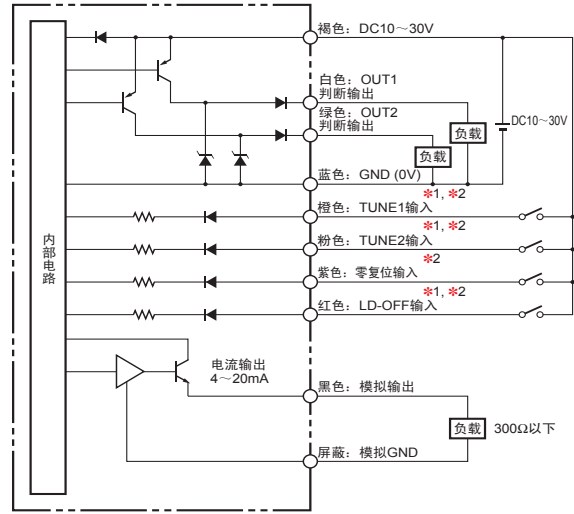 褐色：DC10～30V
白色：OUT1
判断输出
绿色：OUT2
判断输出
DC10～30V
负载
负载
蓝色：GND (0V)
*1, *2
橙色：TUNE1输入
*1, *2
粉色：TUNE2输入
*2
紫色：零复位输入
*1, *2
红色：LD-OFF输入
内部电路
电流输出
4～20mA
黑色：模拟输出
负载
300Ω以下
屏蔽：模拟GND